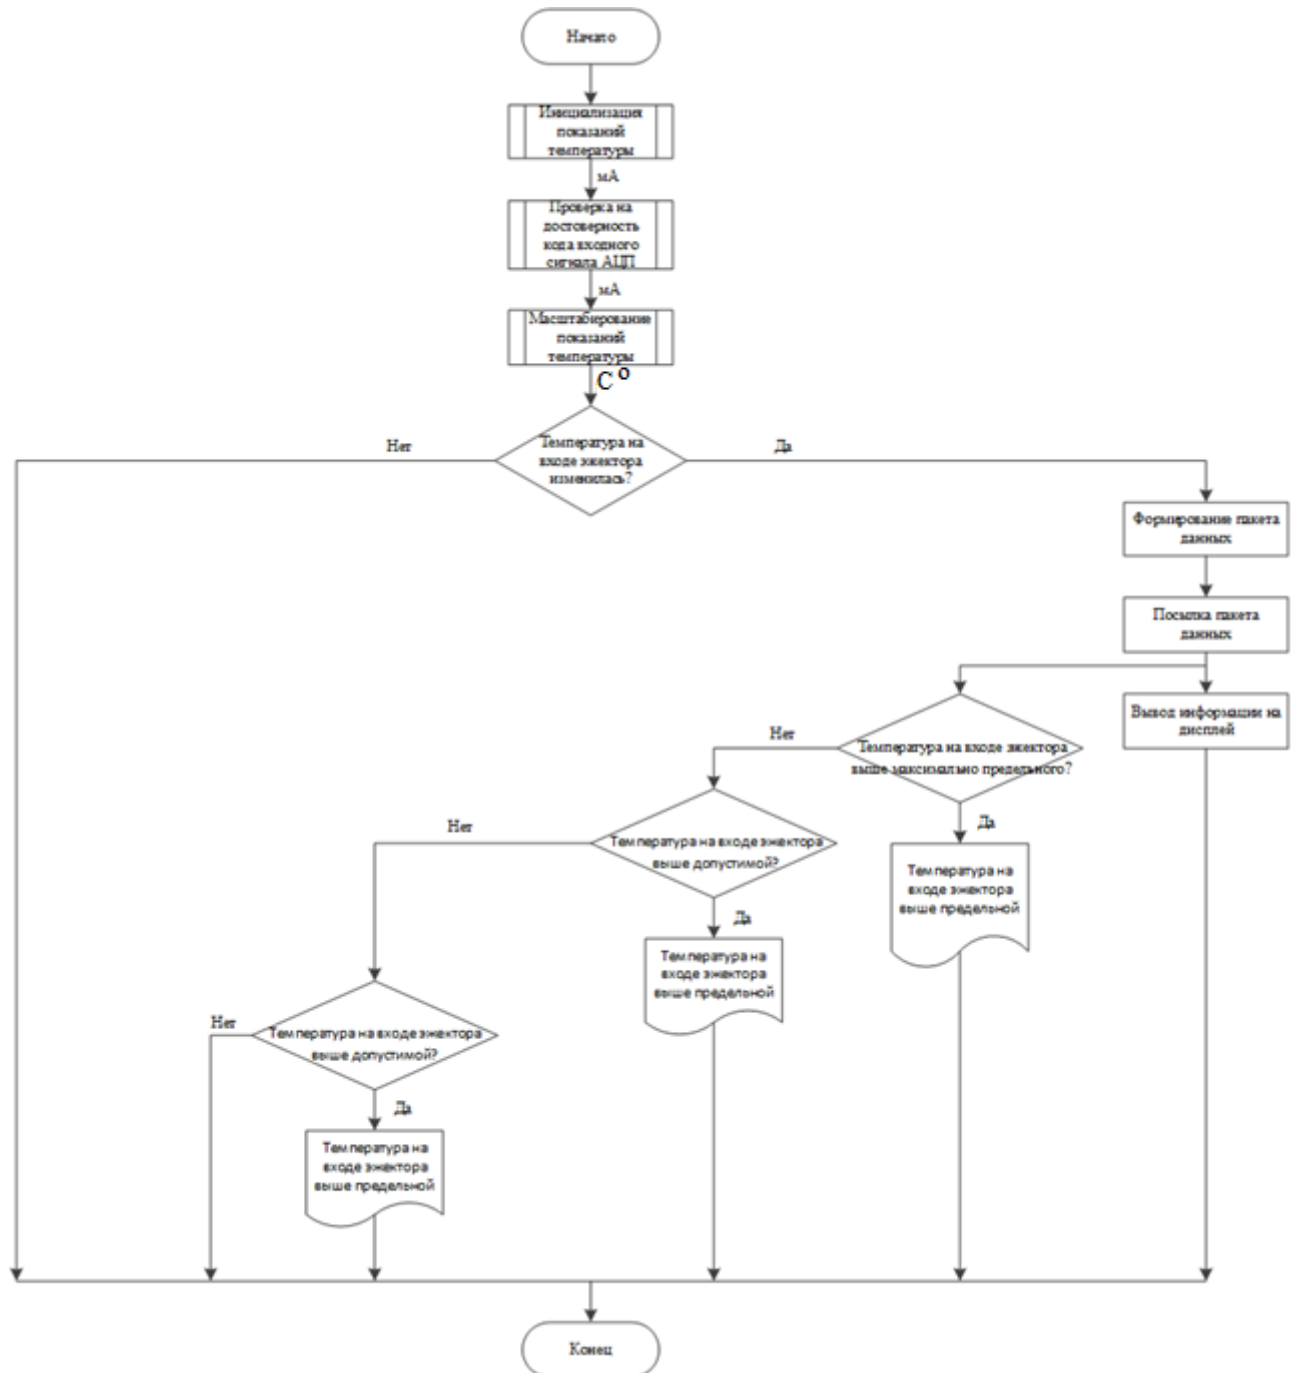 Начало
Инициализация
показаний
температуры
мА
Проверка на
достоверность
кода входного
сигнала АЦП
мА
Масштабирование
показаний
температуры
С º
Нет
Температура на
входе эжектора
изменилась?
Да
Формирование пакета
данных
Посылка пакета
данных
Вывод информации на
дисплей
Нет
Температура на входе эжектора
выше максимально предельного?
Да
Температура на
входе эжектора
выше предельной
Нет
Температура на входе эжектора
выше допустимой?
Да
Температура на
входе эжектора
выше предельной
Нет
Температура на входе эжектора
выше допустимой?
Да
Температура на
входе эжектора
выше предельной
Конец